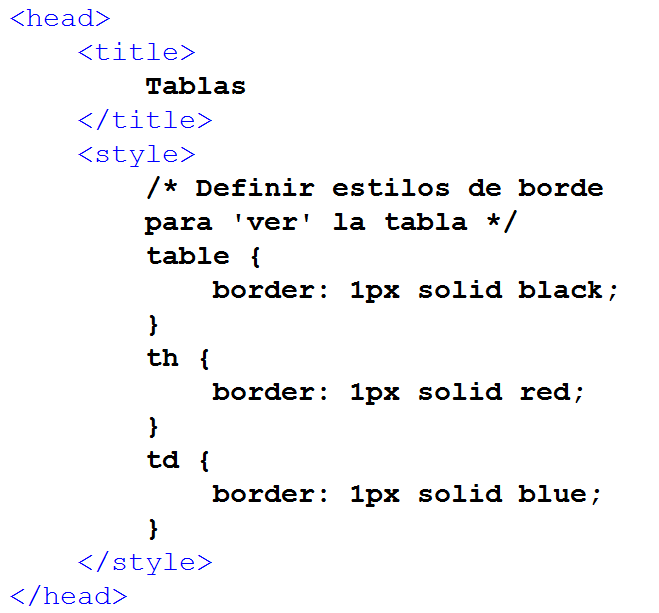 <head>
    <title>
        Tablas
    </title>
    <style>
        /* Definir estilos de borde
        para 'ver' la tabla */
        table {
            border: 1px solid black;
        }
        th {
            border: 1px solid red;
        }
        td {
            border: 1px solid blue;
        }
    </style>
</head>